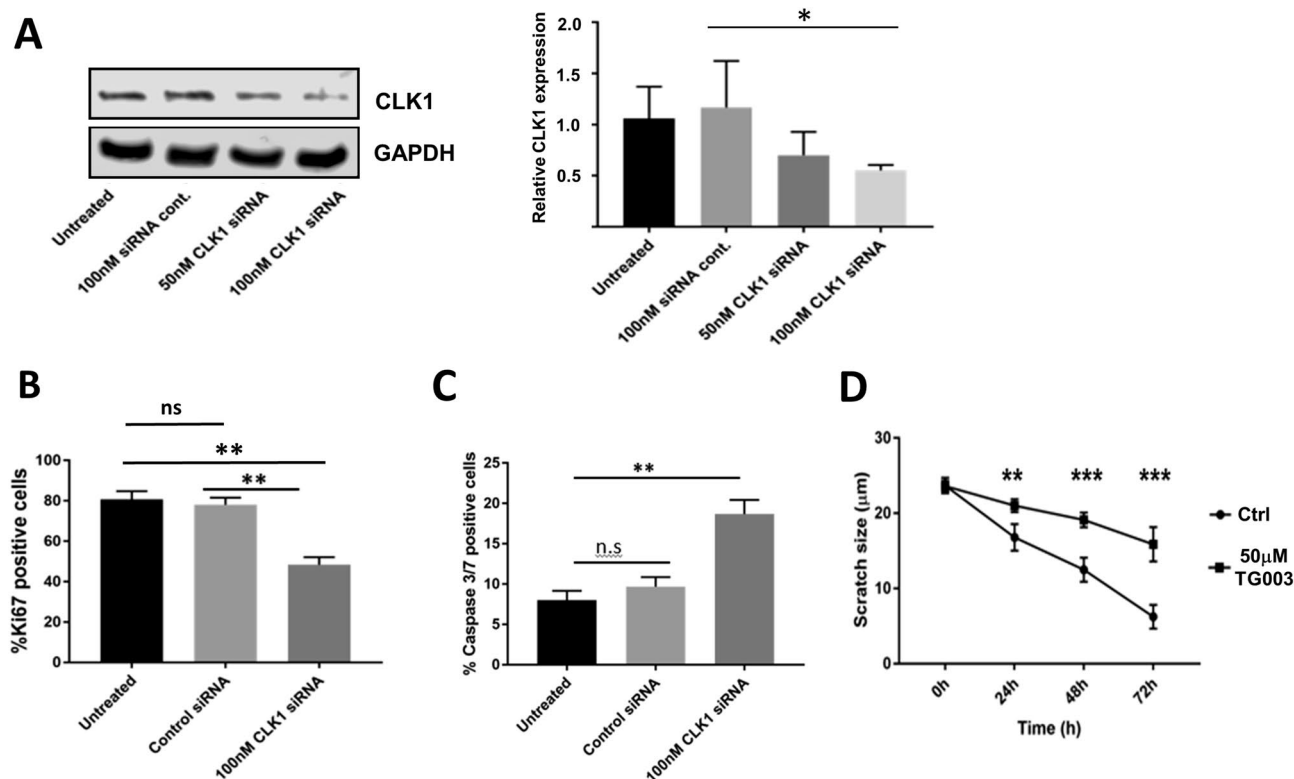 A
CLK1
GAPDH
Untreated
100nM siRNA cont.
50nM CLK1 siRNA
100nM CLK1 siRNA
*
2.0
1.5
1.0
0.5
Relative CLK1 expression
Untreated
100nM siRNA cont.
50nM CLK1 siRNA
100nM CLK1 siRNA
B
ns
**
**
100
80
60
40
20
0
%Ki67 positive cells
Untreated
Control siRNA
100nM CLK1 siRNA
C
**
n.s
25
20
15
10
5
0
% Caspase 3/7 positive cells
Untreated
Control siRNA
100nM CLK1 siRNA
D
30
20
10
0
Scratch size (μm)
** *** ***
0h
24h
48h
72h
Time (h)
Ctrl
50μM
TG003